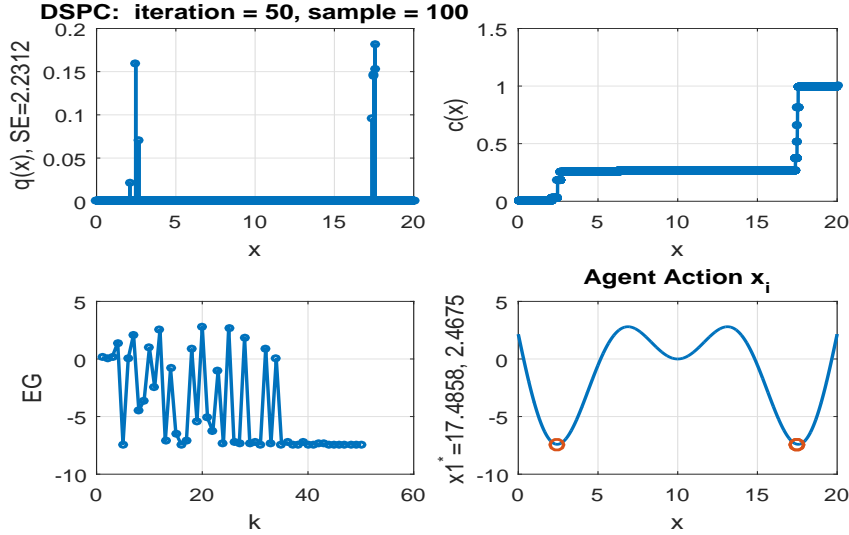 DSPC: iteration = 50, sample = 100
q(x), SE=2.2312
0.2
0.15
0.1
0.05
0
0 5 10 15 20
x
c(x)
1
0.5
0
0 5 10 15 20
x
EG
5
0
-5
-10
0 20 40 60
k
Agent Action x_i
x1*=17.4858, 2.4675
5
0
-5
-10
0 5 10 15 20
x